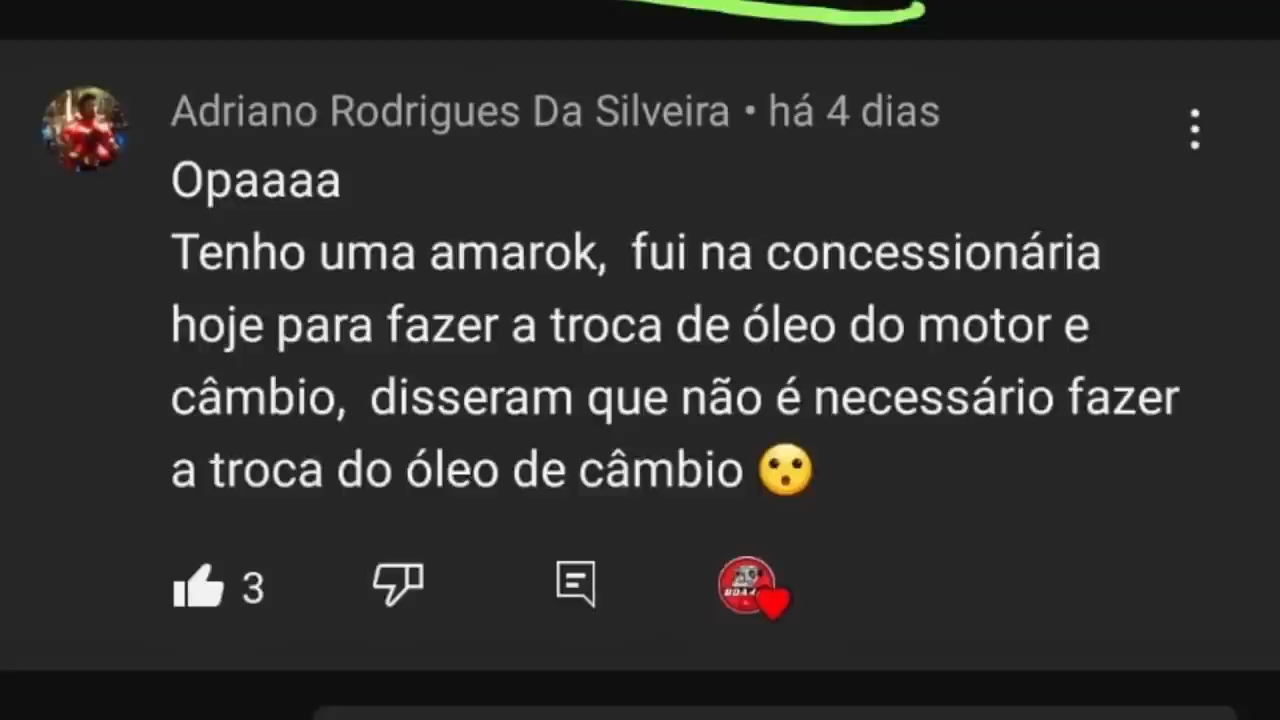 Adriano Rodrigues Da Silveira • há 4 dias
Opaaaa
Tenho uma amarok, fui na concessionária
hoje para fazer a troca de óleo do motor e
câmbio, disseram que não é necessário fazer
a troca do óleo de câmbio 😮
3